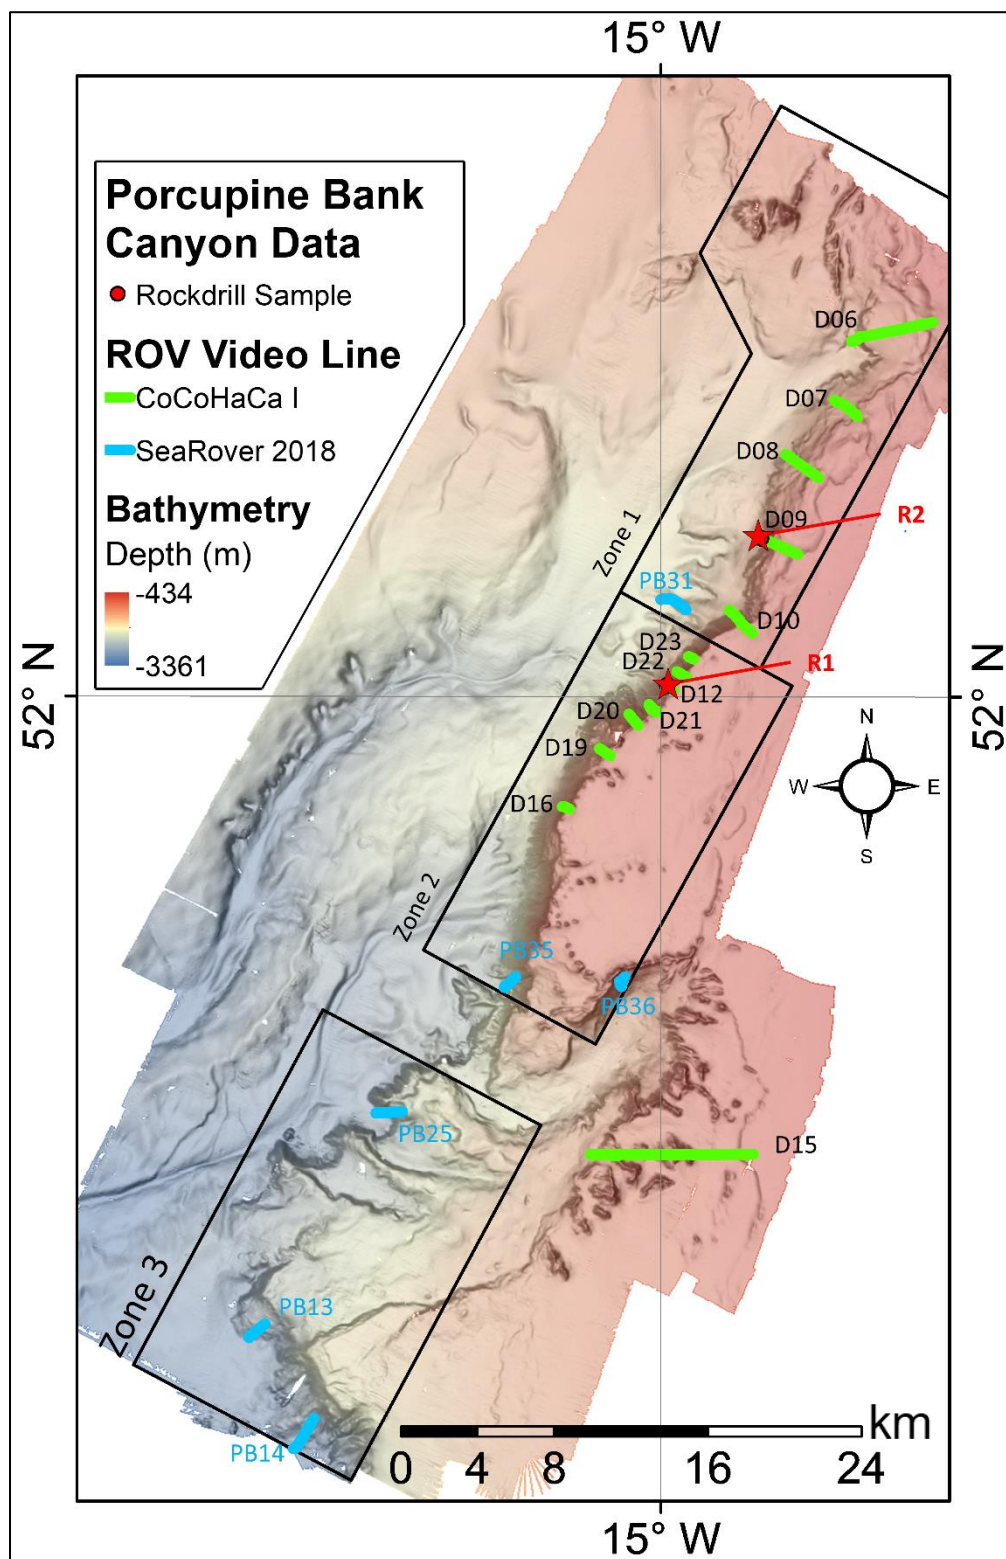 15° W
Porcupine Bank
Canyon Data
Rockdrill Sample
ROV Video Line
CoCoHaCa I
SeaRover 2018
Bathymetry
Depth (m)
-434
-3361
D06
D07
D08
D09
R2
Zone 1
PB31
D10
D23
D22
R1
D12
52° N
52° N
D20
D21
D19
N
W
E
S
D16
Zone 2
PB35
PB36
PB25
D15
Zone 3
PB13
PB14
km
0 4 8 16 24
15° W